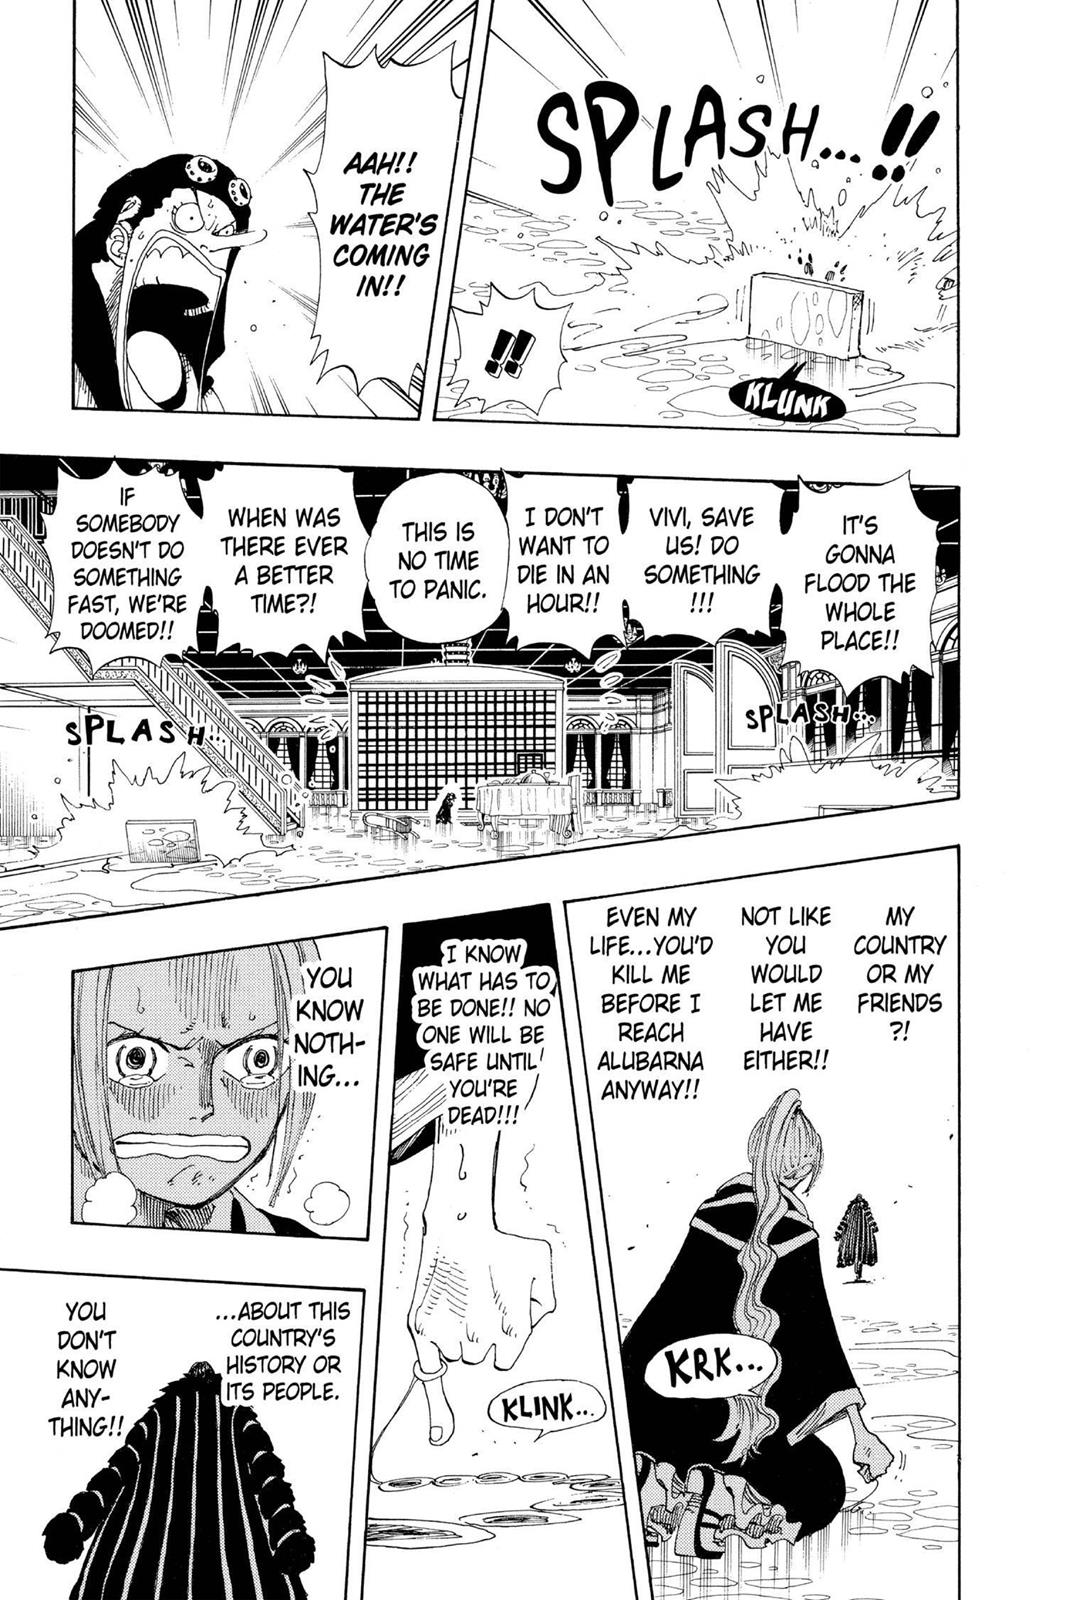 SPLASH...!!
KLUNK
!!
AAH!!
THE
WATER'S
COMING
IN!!
IT'S
GONNA
FLOOD THE
WHOLE
PLACE!!
VIVI, SAVE
US! DO
SOMETHING
!!!
I DON'T
WANT TO
DIE IN AN
HOUR!!
THIS IS
NO TIME
TO PANIC.
WHEN WAS
THERE EVER
A BETTER
TIME?!
IF
SOMEBODY
DOESN'T DO
SOMETHING
FAST, WE'RE
DOOMED!!
SPLASH...
SPLASH...
MY
COUNTRY
OR MY
FRIENDS
?!
NOT LIKE
YOU
WOULD
LET ME
HAVE
EITHER!!
EVEN MY
LIFE...YOU'D
KILL ME
BEFORE I
REACH
ALUBARNA
ANYWAY!!
KRK...
I KNOW
WHAT HAS TO
BE DONE!! NO
ONE WILL BE
SAFE UNTIL
YOU'RE
DEAD!!!
KLINK...
YOU
KNOW
NOTH-
ING...
...ABOUT THIS
COUNTRY'S
HISTORY OR
ITS PEOPLE.
YOU
DON'T
KNOW
ANY-
THING!!